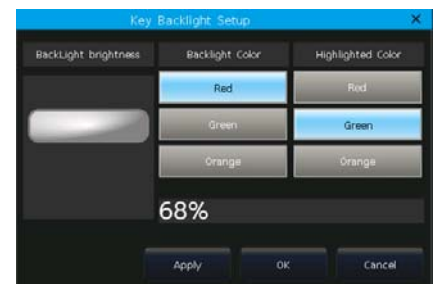 Key Backlight Setup
BackLight brightness Backlight Color Highlighted Color
Red Red
Green Green
Orange Orange
68%
Apply OK Cancel